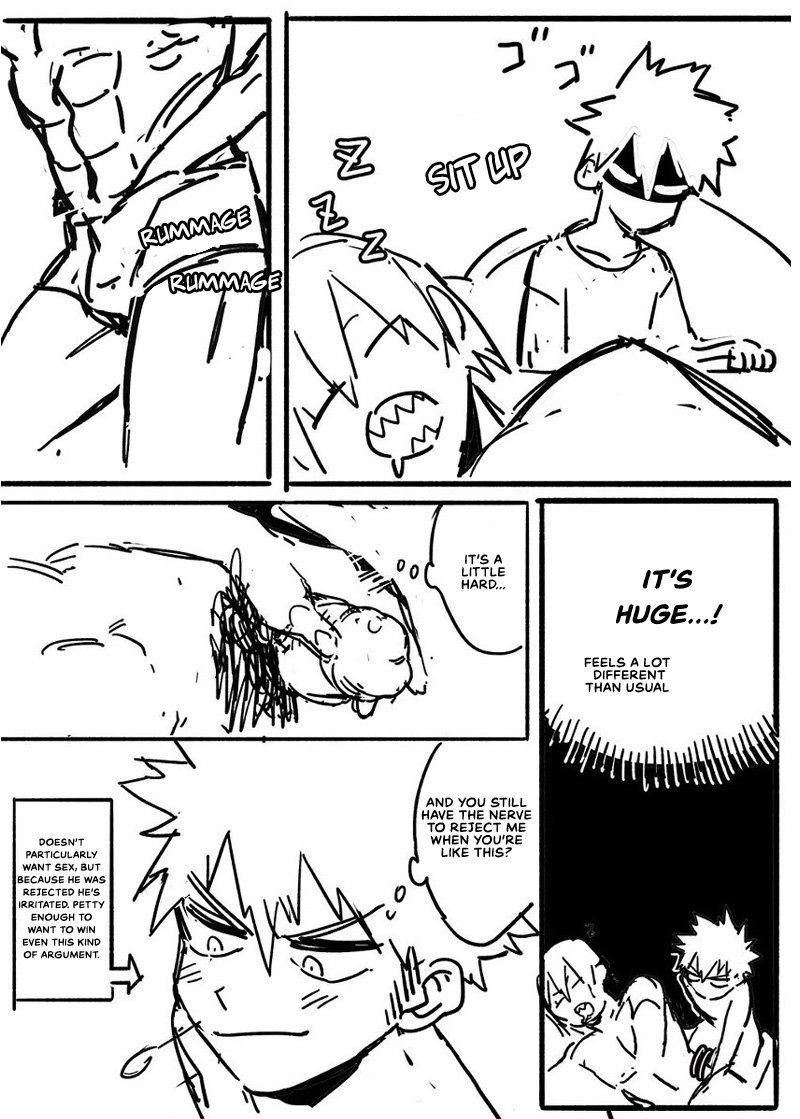 ゴ゛
ゴ゛
SIT UP
Z
Z
Z
RUMMAGE
RUMMAGE
IT'S
HUGE...!
FEELS A LOT
DIFFERENT
THAN USUAL
IT'S A
LITTLE
HARD...
AND YOU STILL
HAVE THE NERVE
TO REJECT ME
WHEN YOU'RE
LIKE THIS?
DOESN'T
PARTICULARLY
WANT SEX, BUT
BECAUSE HE WAS
REJECTED HE'S
IRRITATED. PETTY
ENOUGH TO
WANT TO WIN
EVEN THIS KIND
OF ARGUMENT.